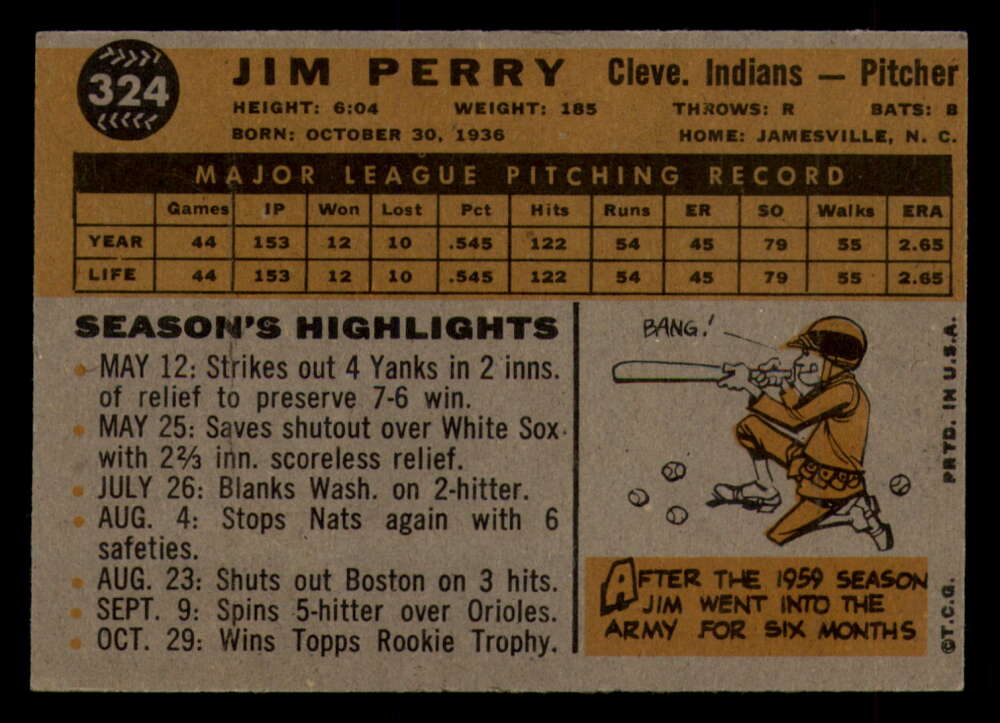 324
JIM PERRY Cleve. Indians — Pitcher
HEIGHT: 6:04 WEIGHT: 185 THROWS: R BATS: B
BORN: OCTOBER 30, 1936 HOME: JAMESVILLE, N. C.
MAJOR LEAGUE PITCHING RECORD
Games IP Won Lost Pct Hits Runs ER SO Walks ERA
YEAR 44 153 12 10 .545 122 54 45 79 55 2.65
LIFE 44 153 12 10 .545 122 54 45 79 55 2.65
SEASON'S HIGHLIGHTS
MAY 12: Strikes out 4 Yanks in 2 inns.
of relief to preserve 7-6 win.
MAY 25: Saves shutout over White Sox
with 2⅔ inn. scoreless relief.
JULY 26: Blanks Wash. on 2-hitter.
AUG. 4: Stops Nats again with 6
safeties.
AUG. 23: Shuts out Boston on 3 hits.
SEPT. 9: Spins 5-hitter over Orioles.
OCT. 29: Wins Topps Rookie Trophy.
BANG!
AFTER THE 1959 SEASON
JIM WENT INTO THE
ARMY FOR SIX MONTHS
©T.C.G. PRTD. IN U.S.A.